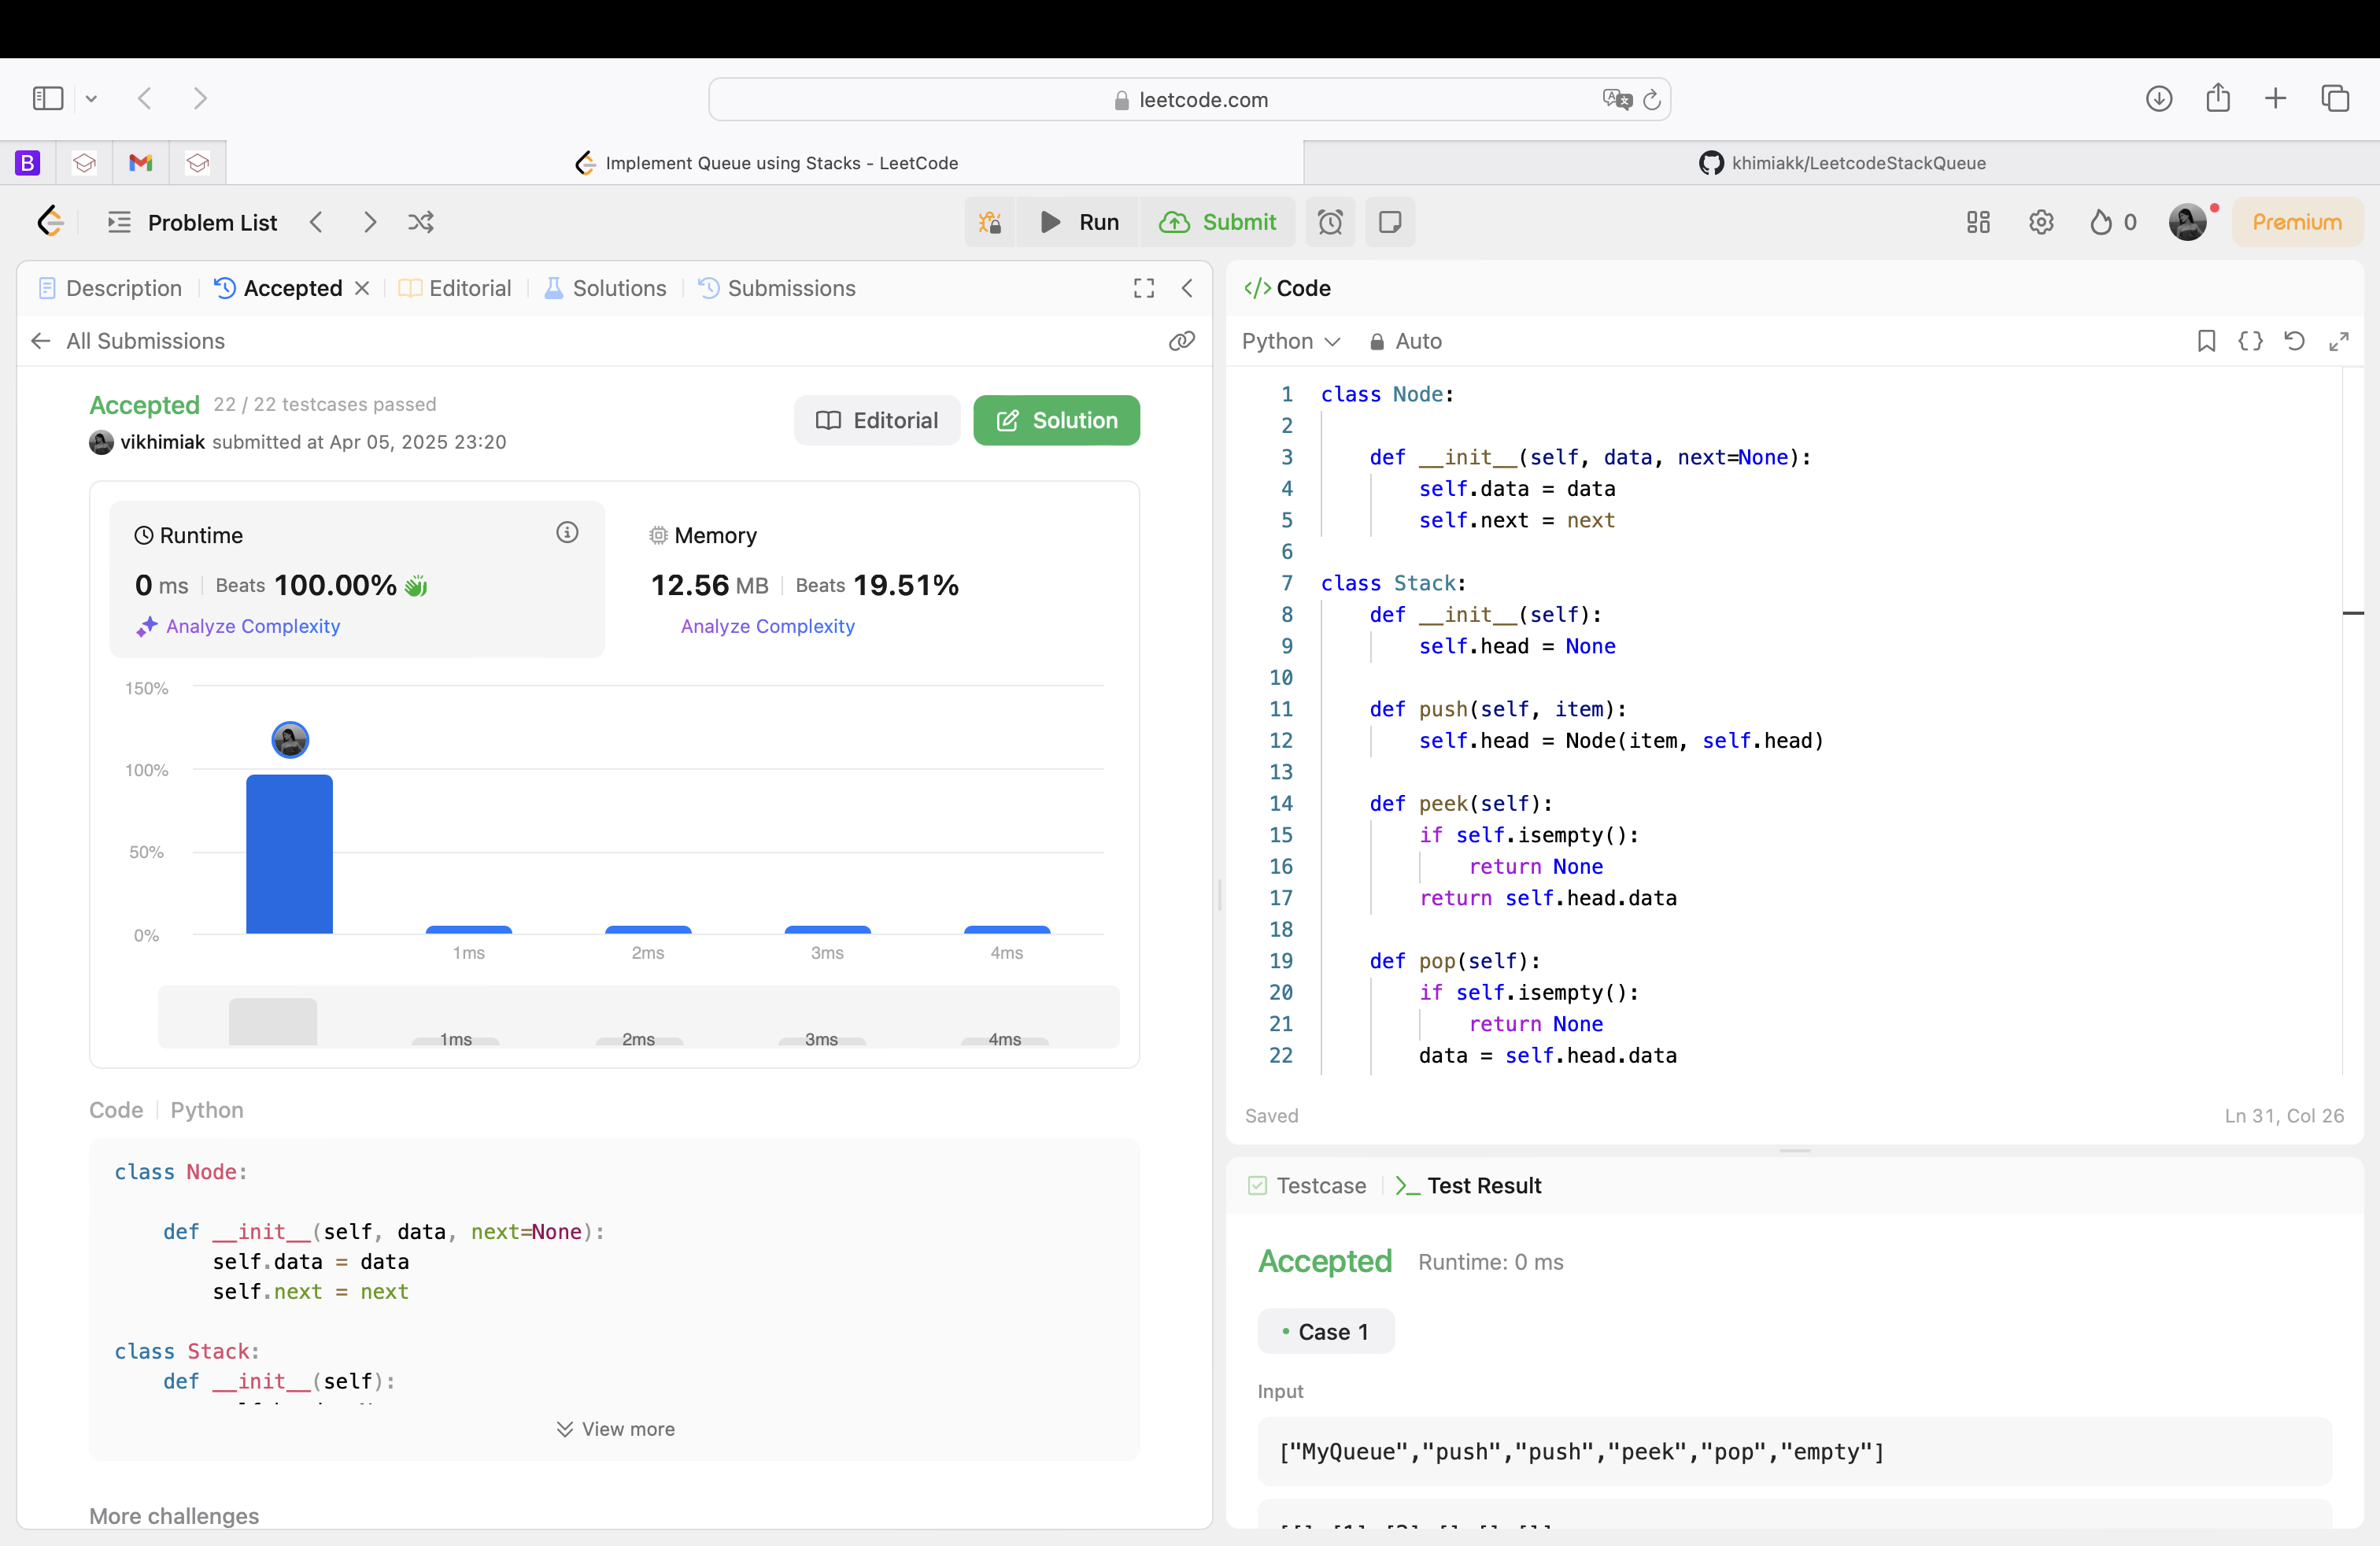 leetcode.com
B
Implement Queue using Stacks - LeetCode
khimiakk/LeetcodeStackQueue
Problem List
Run
Submit
0
Premium
Description
Accepted
Editorial
Solutions
Submissions
All Submissions
Accepted 22 / 22 testcases passed
vikhimiak submitted at Apr 05, 2025 23:20
Editorial
Solution
Runtime
0 ms Beats 100.00%
Analyze Complexity
Memory
12.56 MB Beats 19.51%
Analyze Complexity
150%
100%
50%
0%
1ms 2ms 3ms 4ms
1ms 2ms 3ms 4ms
Code Python
class Node:
def __init__(self, data, next=None):
self.data = data
self.next = next
class Stack:
def __init__(self):
View more
More challenges
</> Code
Python Auto
1 class Node:
2
3 def __init__(self, data, next=None):
4 self.data = data
5 self.next = next
6
7 class Stack:
8 def __init__(self):
9 self.head = None
10
11 def push(self, item):
12 self.head = Node(item, self.head)
13
14 def peek(self):
15 if self.isempty():
16 return None
17 return self.head.data
18
19 def pop(self):
20 if self.isempty():
21 return None
22 data = self.head.data
Saved
Ln 31, Col 26
Testcase
Test Result
Accepted Runtime: 0 ms
Case 1
Input
["MyQueue","push","push","peek","pop","empty"]